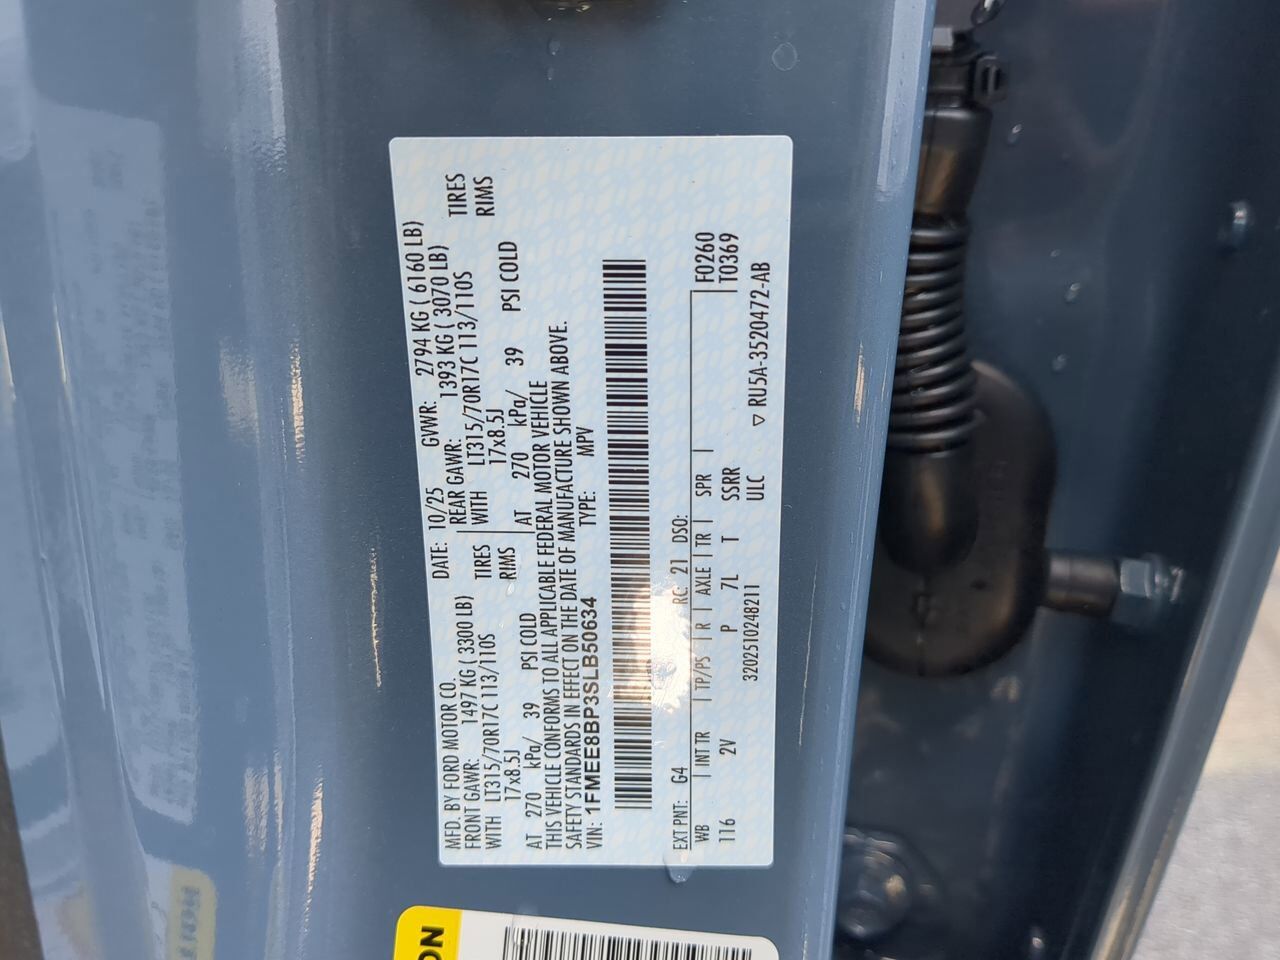 MFD. BY FORD MOTOR CO.
DATE: 10/25 GVWR: 2794 KG ( 6160 LB)
FRONT GAWR: 1497 KG ( 3300 LB)
REAR GAWR: 1393 KG ( 3070 LB)
WITH LT315/70R17C 113/110S TIRES
WITH LT315/70R17C 113/110S TIRES
17x8.5J RIMS
17x8.5J RIMS
AT 270 kPa/ 39 PSI COLD
AT 270 kPa/ 39 PSI COLD
THIS VEHICLE CONFORMS TO ALL APPLICABLE FEDERAL MOTOR VEHICLE
SAFETY STANDARDS IN EFFECT ON THE DATE OF MANUFACTURE SHOWN ABOVE.
VIN: 1FMEE8BP3SLB50634 TYPE: MPV
EXT PNT: G4 RC: 21 DSO: F0260
WB INT TR TP/PS R AXLE TR SPR T0369
116 2V P 7L T SSRR
3202510248211 ULC ▽ RU5A-3520472-AB
ON